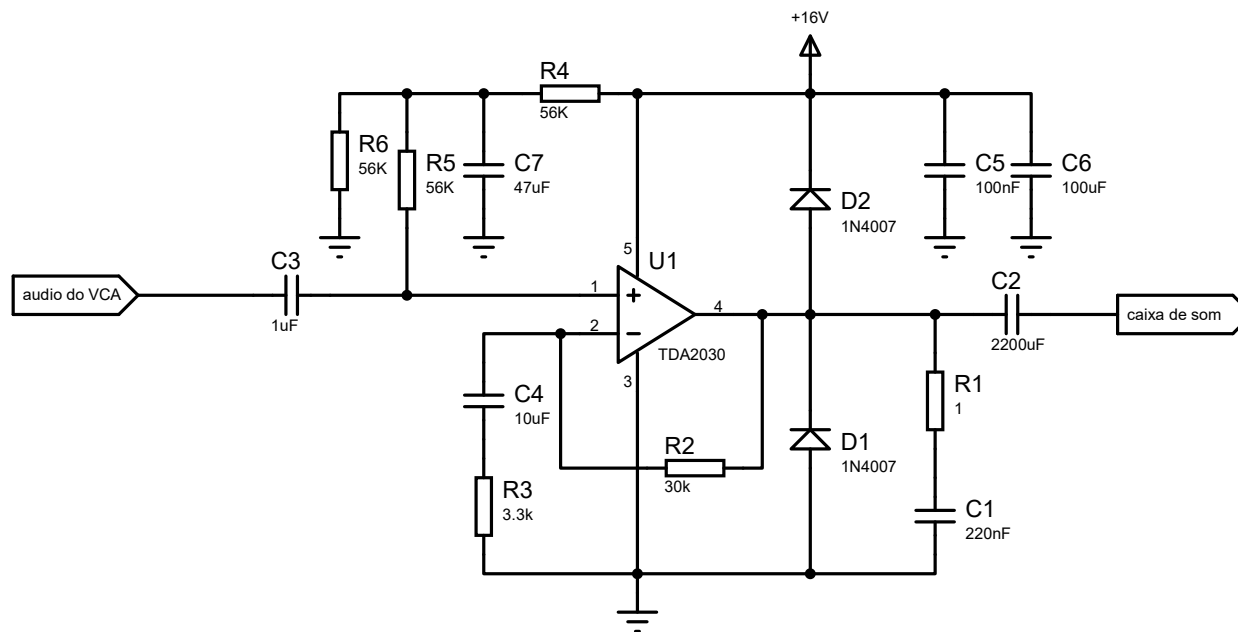 +16V
R4
56K
R6
56K
R5
56K
C7
47uF
C5
100nF
C6
100uF
D2
1N4007
5
U1
C3
audio do VCA
1uF
1
+
2
−
4
TDA2030
3
C2
caixa de som
2200uF
C4
10uF
R1
1
R2
30k
D1
1N4007
R3
3.3k
C1
220nF